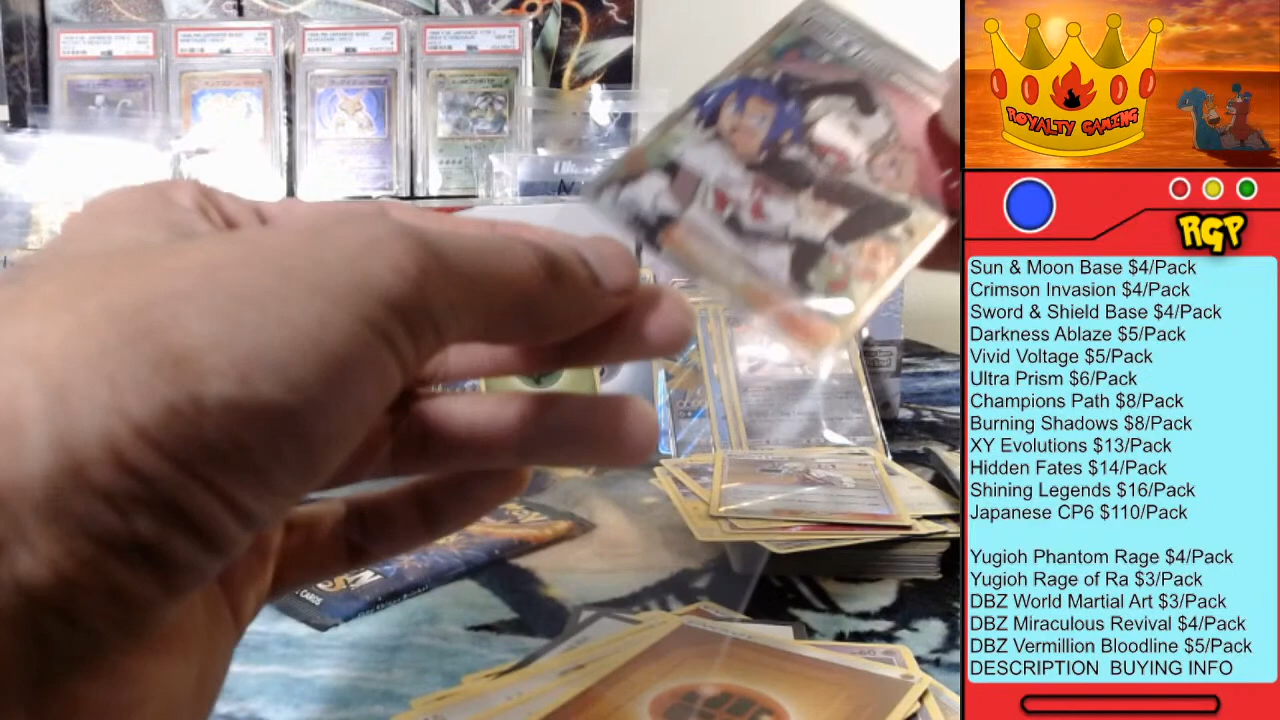 ROYALTY GAMING
RGP
Sun & Moon Base $4/Pack
Crimson Invasion $4/Pack
Sword & Shield Base $4/Pack
Darkness Ablaze $5/Pack
Vivid Voltage $5/Pack
Ultra Prism $6/Pack
Champions Path $8/Pack
Burning Shadows $8/Pack
XY Evolutions $13/Pack
Hidden Fates $14/Pack
Shining Legends $16/Pack
Japanese CP6 $110/Pack
Yugioh Phantom Rage $4/Pack
Yugioh Rage of Ra $3/Pack
DBZ World Martial Art $3/Pack
DBZ Miraculous Revival $4/Pack
DBZ Vermillion Bloodline $5/Pack
DESCRIPTION BUYING INFO
CARDS